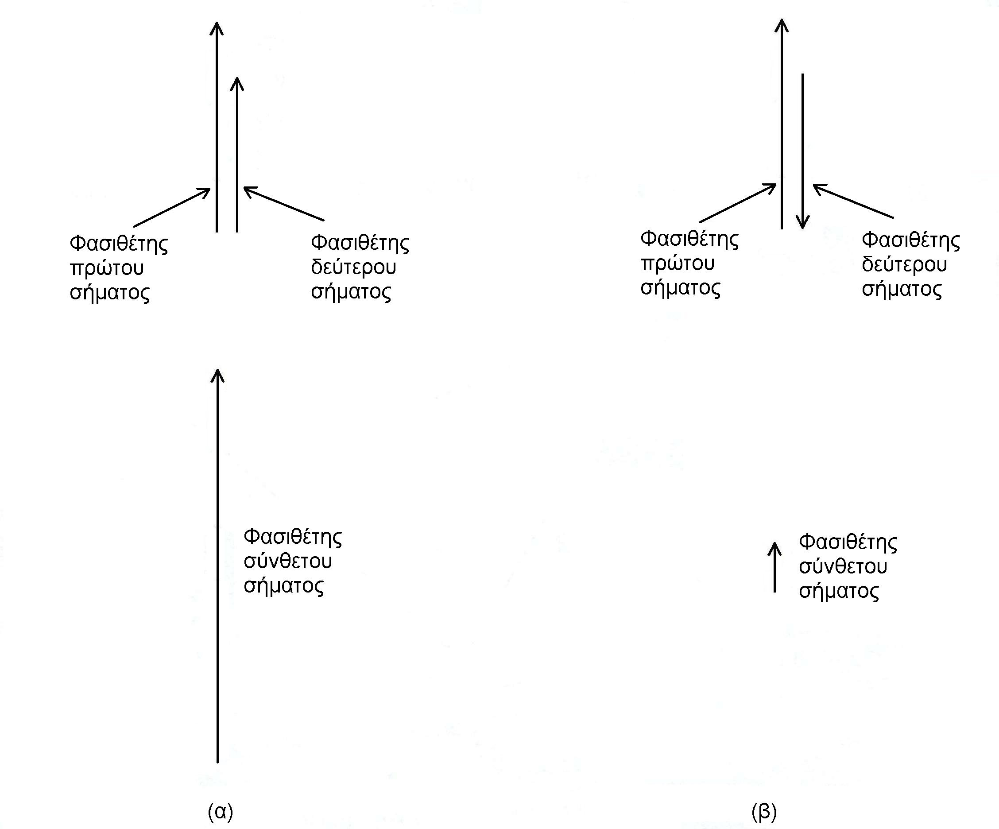 Φασιθέτης
πρώτου
σήματος
Φασιθέτης
δεύτερου
σήματος
Φασιθέτης
πρώτου
σήματος
Φασιθέτης
δεύτερου
σήματος
Φασιθέτης
σύνθετου
σήματος
Φασιθέτης
σύνθετου
σήματος
(α)
(β)